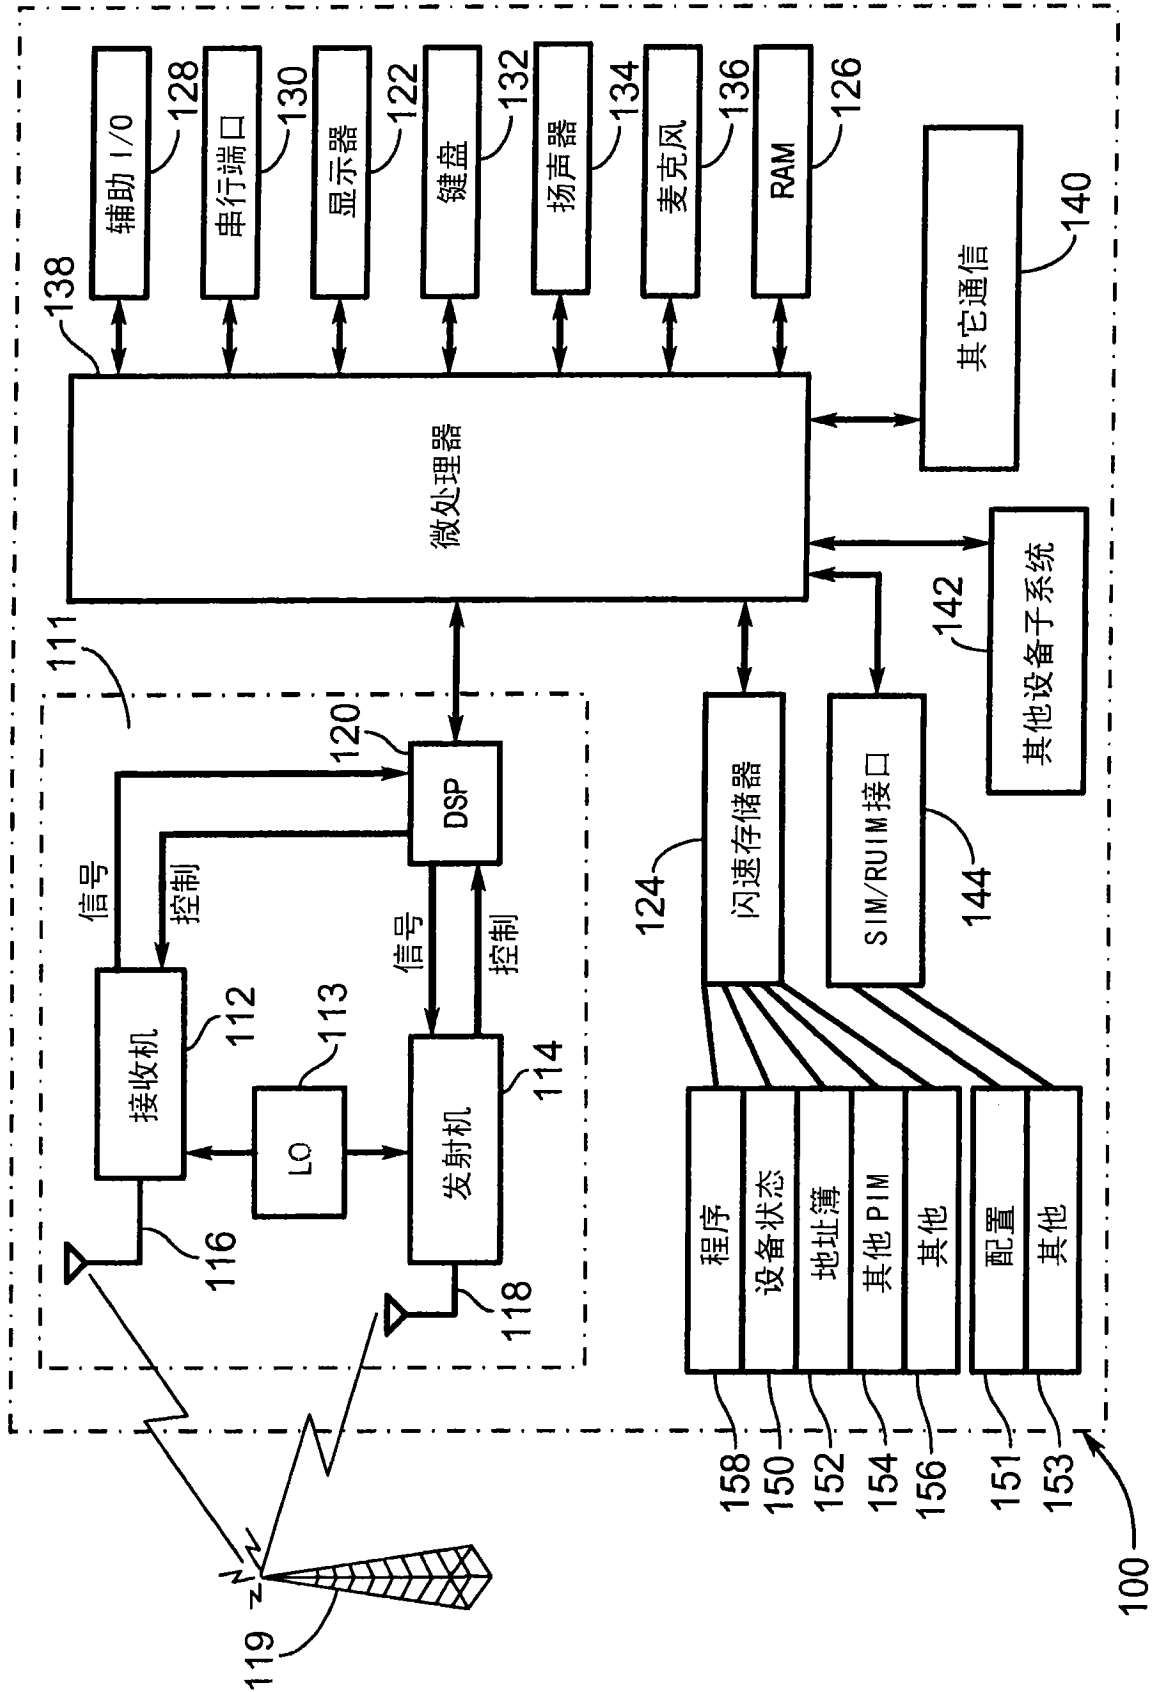 100
119
111
116
接收机
112
信号
控制
LO
113
118
发射机
114
信号
控制
DSP
120
微处理器
138
辅助 I/O
128
串行端口
130
显示器
122
键盘
132
扬声器
134
麦克风
136
RAM
126
其它通信
140
其他设备子系统
142
闪速存储器
124
SIM/RUIM接口
144
158
程序
150
设备状态
152
地址簿
154
其他 PIM
156
其他
151
配置
153
其他